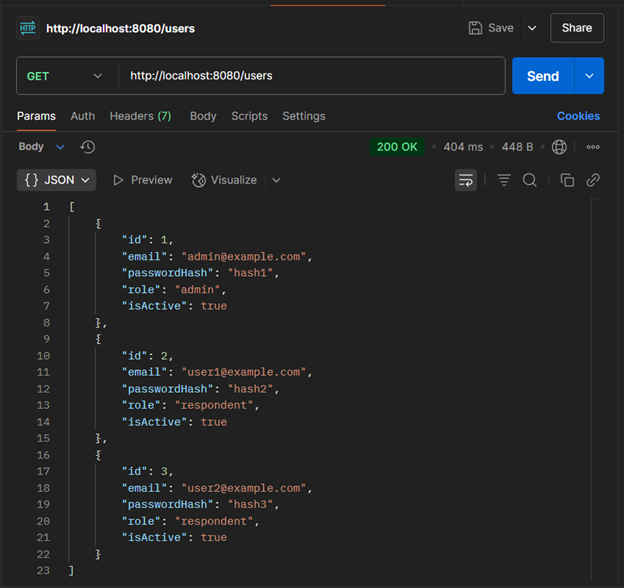 HTTP http://localhost:8080/users Save Share
GET http://localhost:8080/users Send
Params Auth Headers (7) Body Scripts Settings Cookies
Body 200 OK • 404 ms • 448 B •
{} JSON Preview Visualize
1 [
2 {
3 "id": 1,
4 "email": "admin@example.com",
5 "passwordHash": "hash1",
6 "role": "admin",
7 "isActive": true
8 },
9 {
10 "id": 2,
11 "email": "user1@example.com",
12 "passwordHash": "hash2",
13 "role": "respondent",
14 "isActive": true
15 },
16 {
17 "id": 3,
18 "email": "user2@example.com",
19 "passwordHash": "hash3",
20 "role": "respondent",
21 "isActive": true
22 }
23 ]